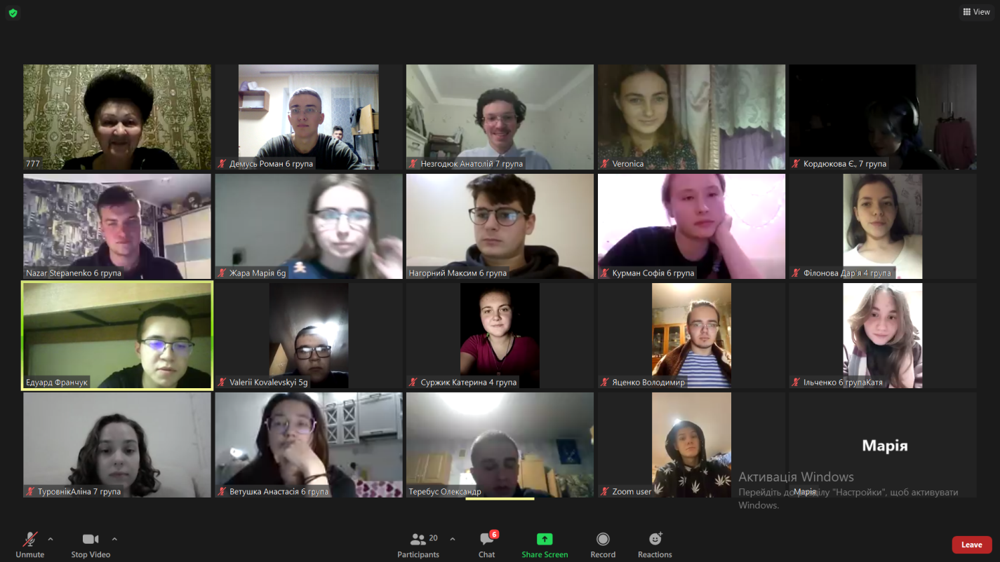 View
777
Демусь Роман 6 група
Незгодюк Анатолій 7 група
Veronica
Кордюкова Є., 7 група
Nazar Stepanenko 6 група
Жара Марія 6g
Нагорний Максим 6 група
Курман Софія 6 група
Філонова Дар'я 4 група
Едуард Франчук
Valerii Kovalevskyi 5g
Суржик Катерина 4 група
Яценко Володимир
Ільченко 6 групаКатя
ТуровнікАліна 7 група
Ветушка Анастасія 6 група
Теребус Олександр
Zoom user
Марія
Марія
Активація Windows
Перейдіть до розділу "Настройки", щоб активувати
Windows.
Unmute
Stop Video
Participants
20
Chat
6
Share Screen
Record
Reactions
Leave